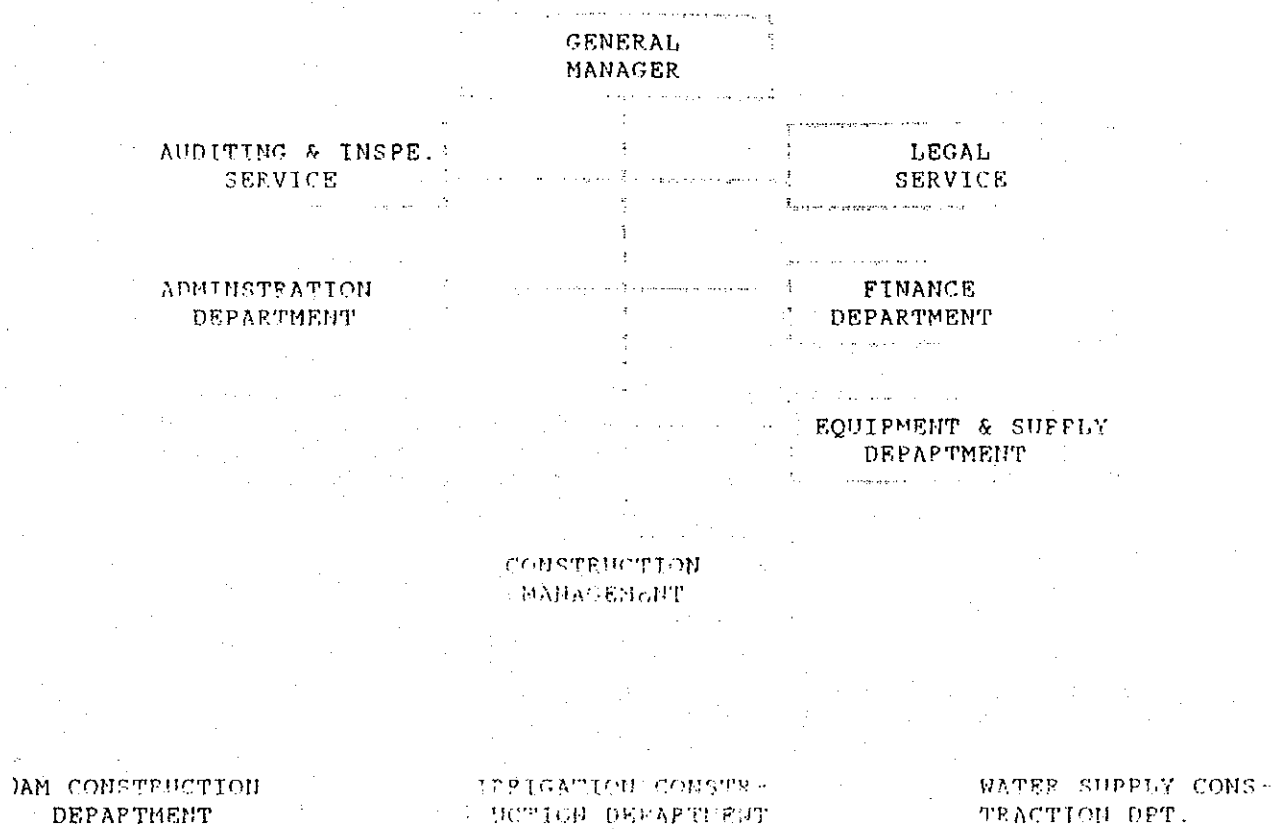 GENERAL
MANAGER
AUDITING & INSPE.
SERVICE
LEGAL
SERVICE
ADMINSTRATION
DEPARTMENT
FINANCE
DEPARTMENT
EQUIPMENT & SUPPLY
DEPARTMENT
CONSTRUCTION
MANAGEMENT
DAM CONSTRUCTION
DEPARTMENT
IRRIGATION CONSTR-
UCTION DEPARTMENT
WATER SUPPLY CONS-
TRACTION DPT.